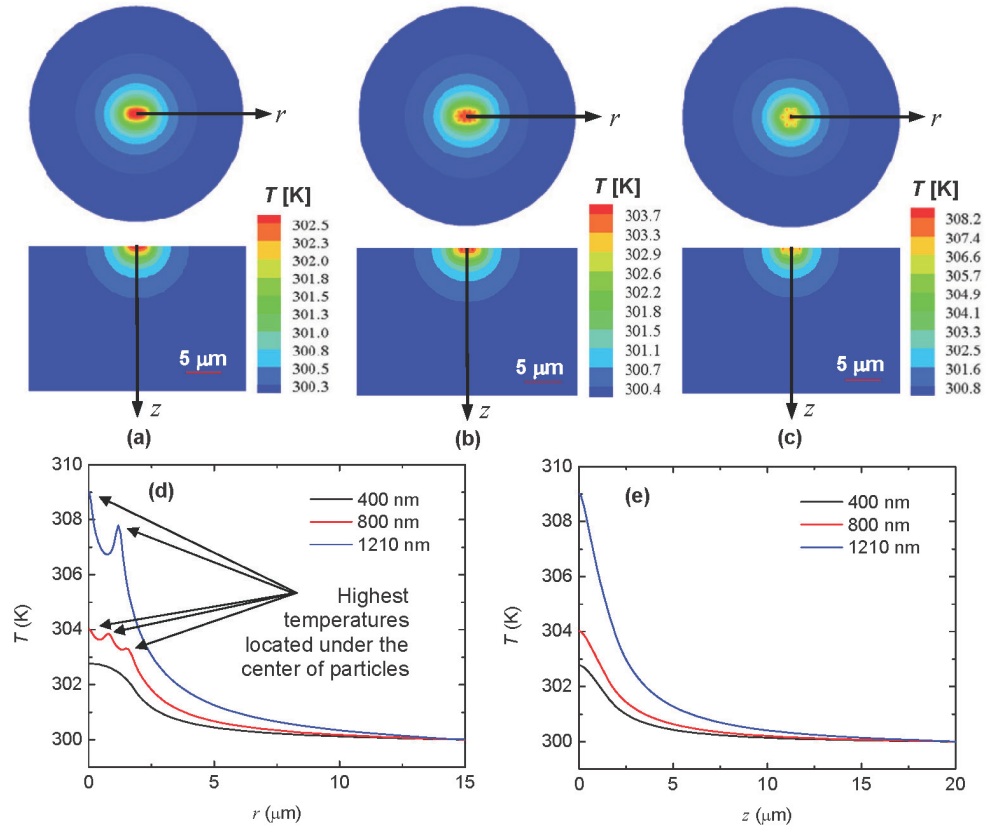 r
r
r
T [K]
302.5
302.3
302.0
301.8
301.5
301.3
301.0
300.8
300.5
300.3
T [K]
303.7
303.3
302.9
302.6
302.2
301.8
301.5
301.1
300.7
300.4
T [K]
308.2
307.4
306.6
305.7
304.9
304.1
303.3
302.5
301.6
300.8
5 μm
5 μm
5 μm
z
z
z
(a)
(b)
(c)
310
308
306
304
302
300
T (K)
(d)
400 nm
800 nm
1210 nm
Highest
temperatures
located under the
center of particles
0
5
10
15
r (μm)
310
308
306
304
302
300
T (K)
(e)
400 nm
800 nm
1210 nm
0
5
10
15
20
z (μm)